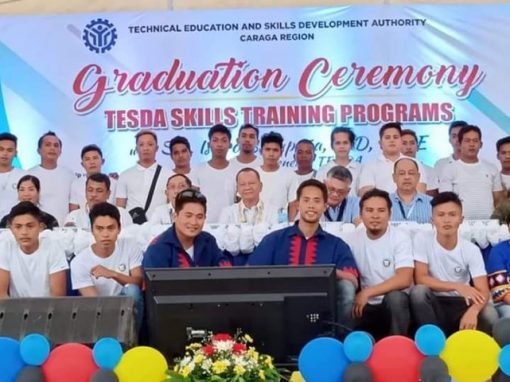 TECHNICAL EDUCATION AND SKILLS DEVELOPMENT AUTHORITY
CARAGA REGION
Graduation Ceremony
TESDA SKILLS TRAINING PROGRAMS